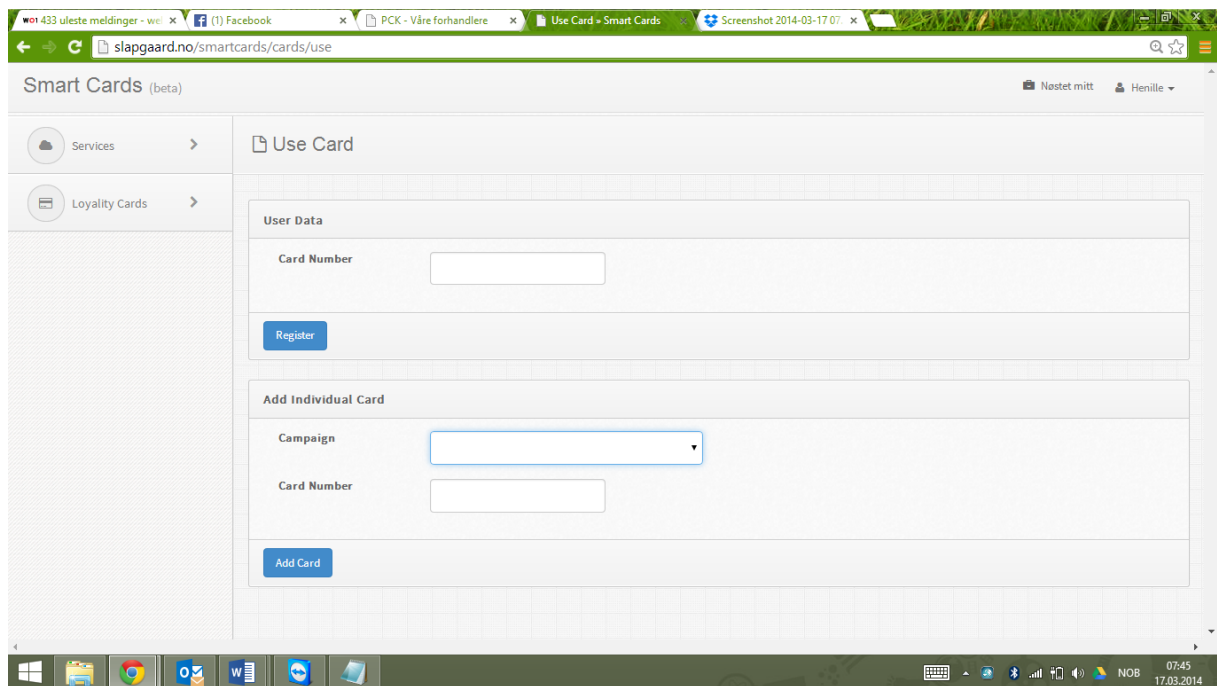 wo1 433 uleste meldinger - wel
(1) Facebook
PCK - Våre forhandlere
Use Card » Smart Cards
Screenshot 2014-03-17 07.
slapgaard.no/smartcards/cards/use
Smart Cards (beta)
Nøstet mitt
Henille
Services
Use Card
Loyality Cards
User Data
Card Number
Register
Add Individual Card
Campaign
Card Number
Add Card
NOB
07:45
17.03.2014